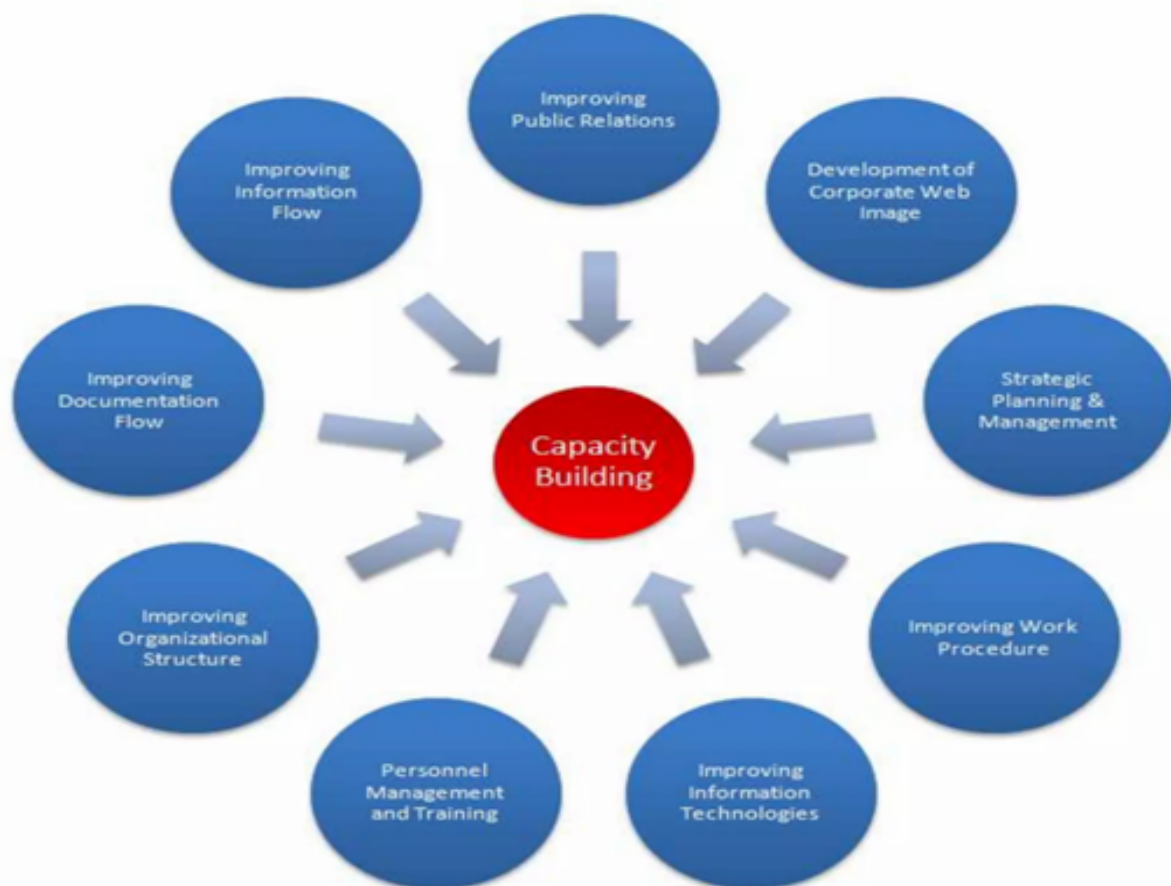 Improving
Public Relations
Development of
Corporate Web
Image
Strategic
Planning &
Management
Improving Work
Procedure
Improving
Information
Technologies
Personnel
Management
and Training
Improving
Organizational
Structure
Improving
Documentation
Flow
Improving
Information
Flow
Capacity
Building